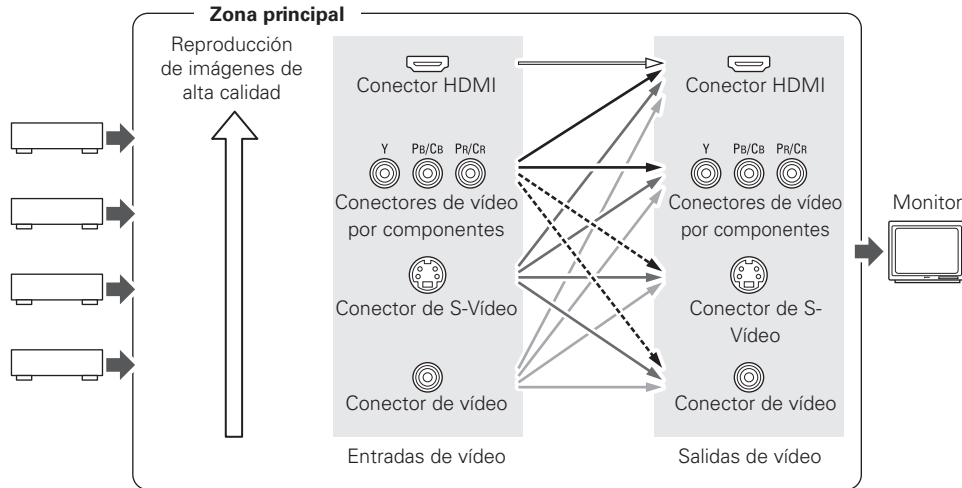 Zona principal
Reproducción
de imágenes de
alta calidad
Conector HDMI
Y PB/CB PR/CR
Conectores de vídeo
por componentes
Conector de S-Vídeo
Conector de vídeo
Entradas de vídeo
Conector HDMI
Y PB/CB PR/CR
Conectores de vídeo
por componentes
Conector de S-
Vídeo
Conector de vídeo
Salidas de vídeo
Monitor